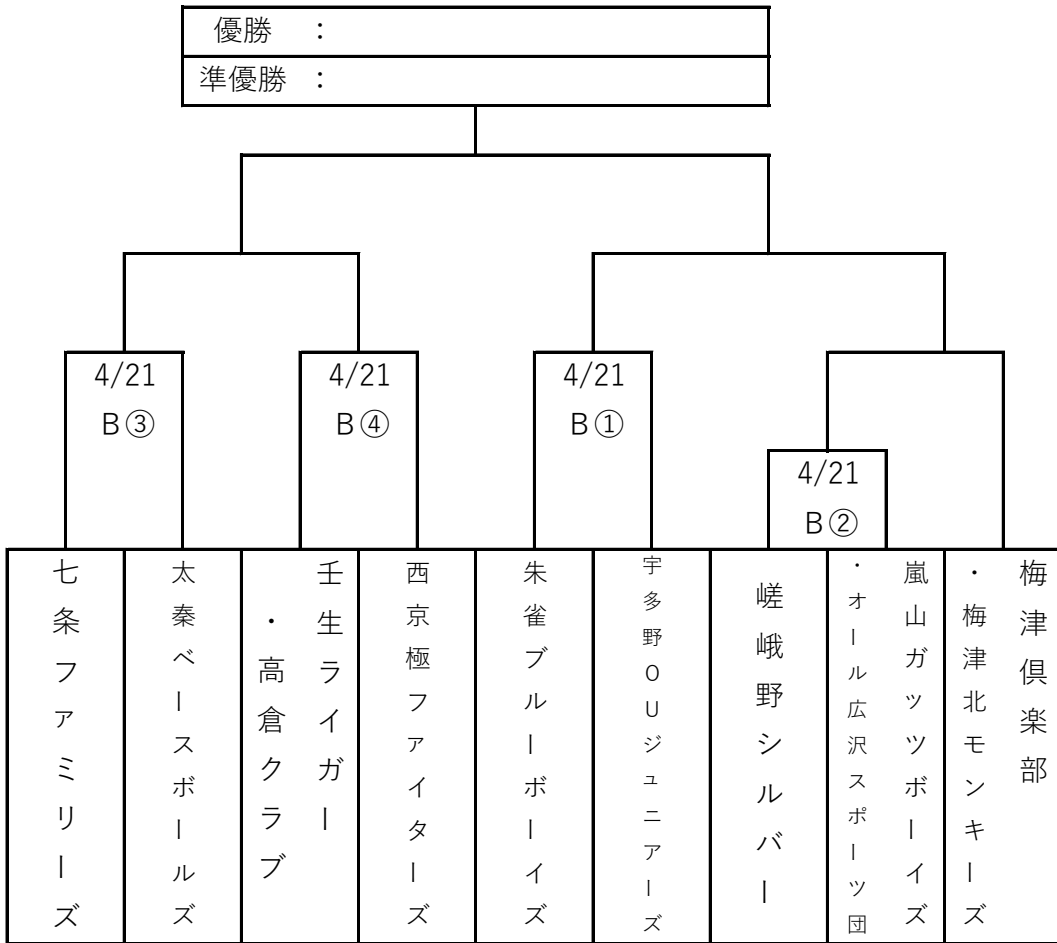 優勝　：
準優勝　：
4/21
B③
4/21
B④
4/21
B①
4/21
B②
七条ファミリーズ
太秦ベースボールズ
壬生ライガー
・高倉クラブ
西京極ファイターズ
朱雀ブルーボーイズ
宇多野OUジュニアーズ
嵯峨野シルバー
嵐山ガッツボーイズ
・オール広沢スポーツ団
梅津倶楽部
・梅津北モンキーズ